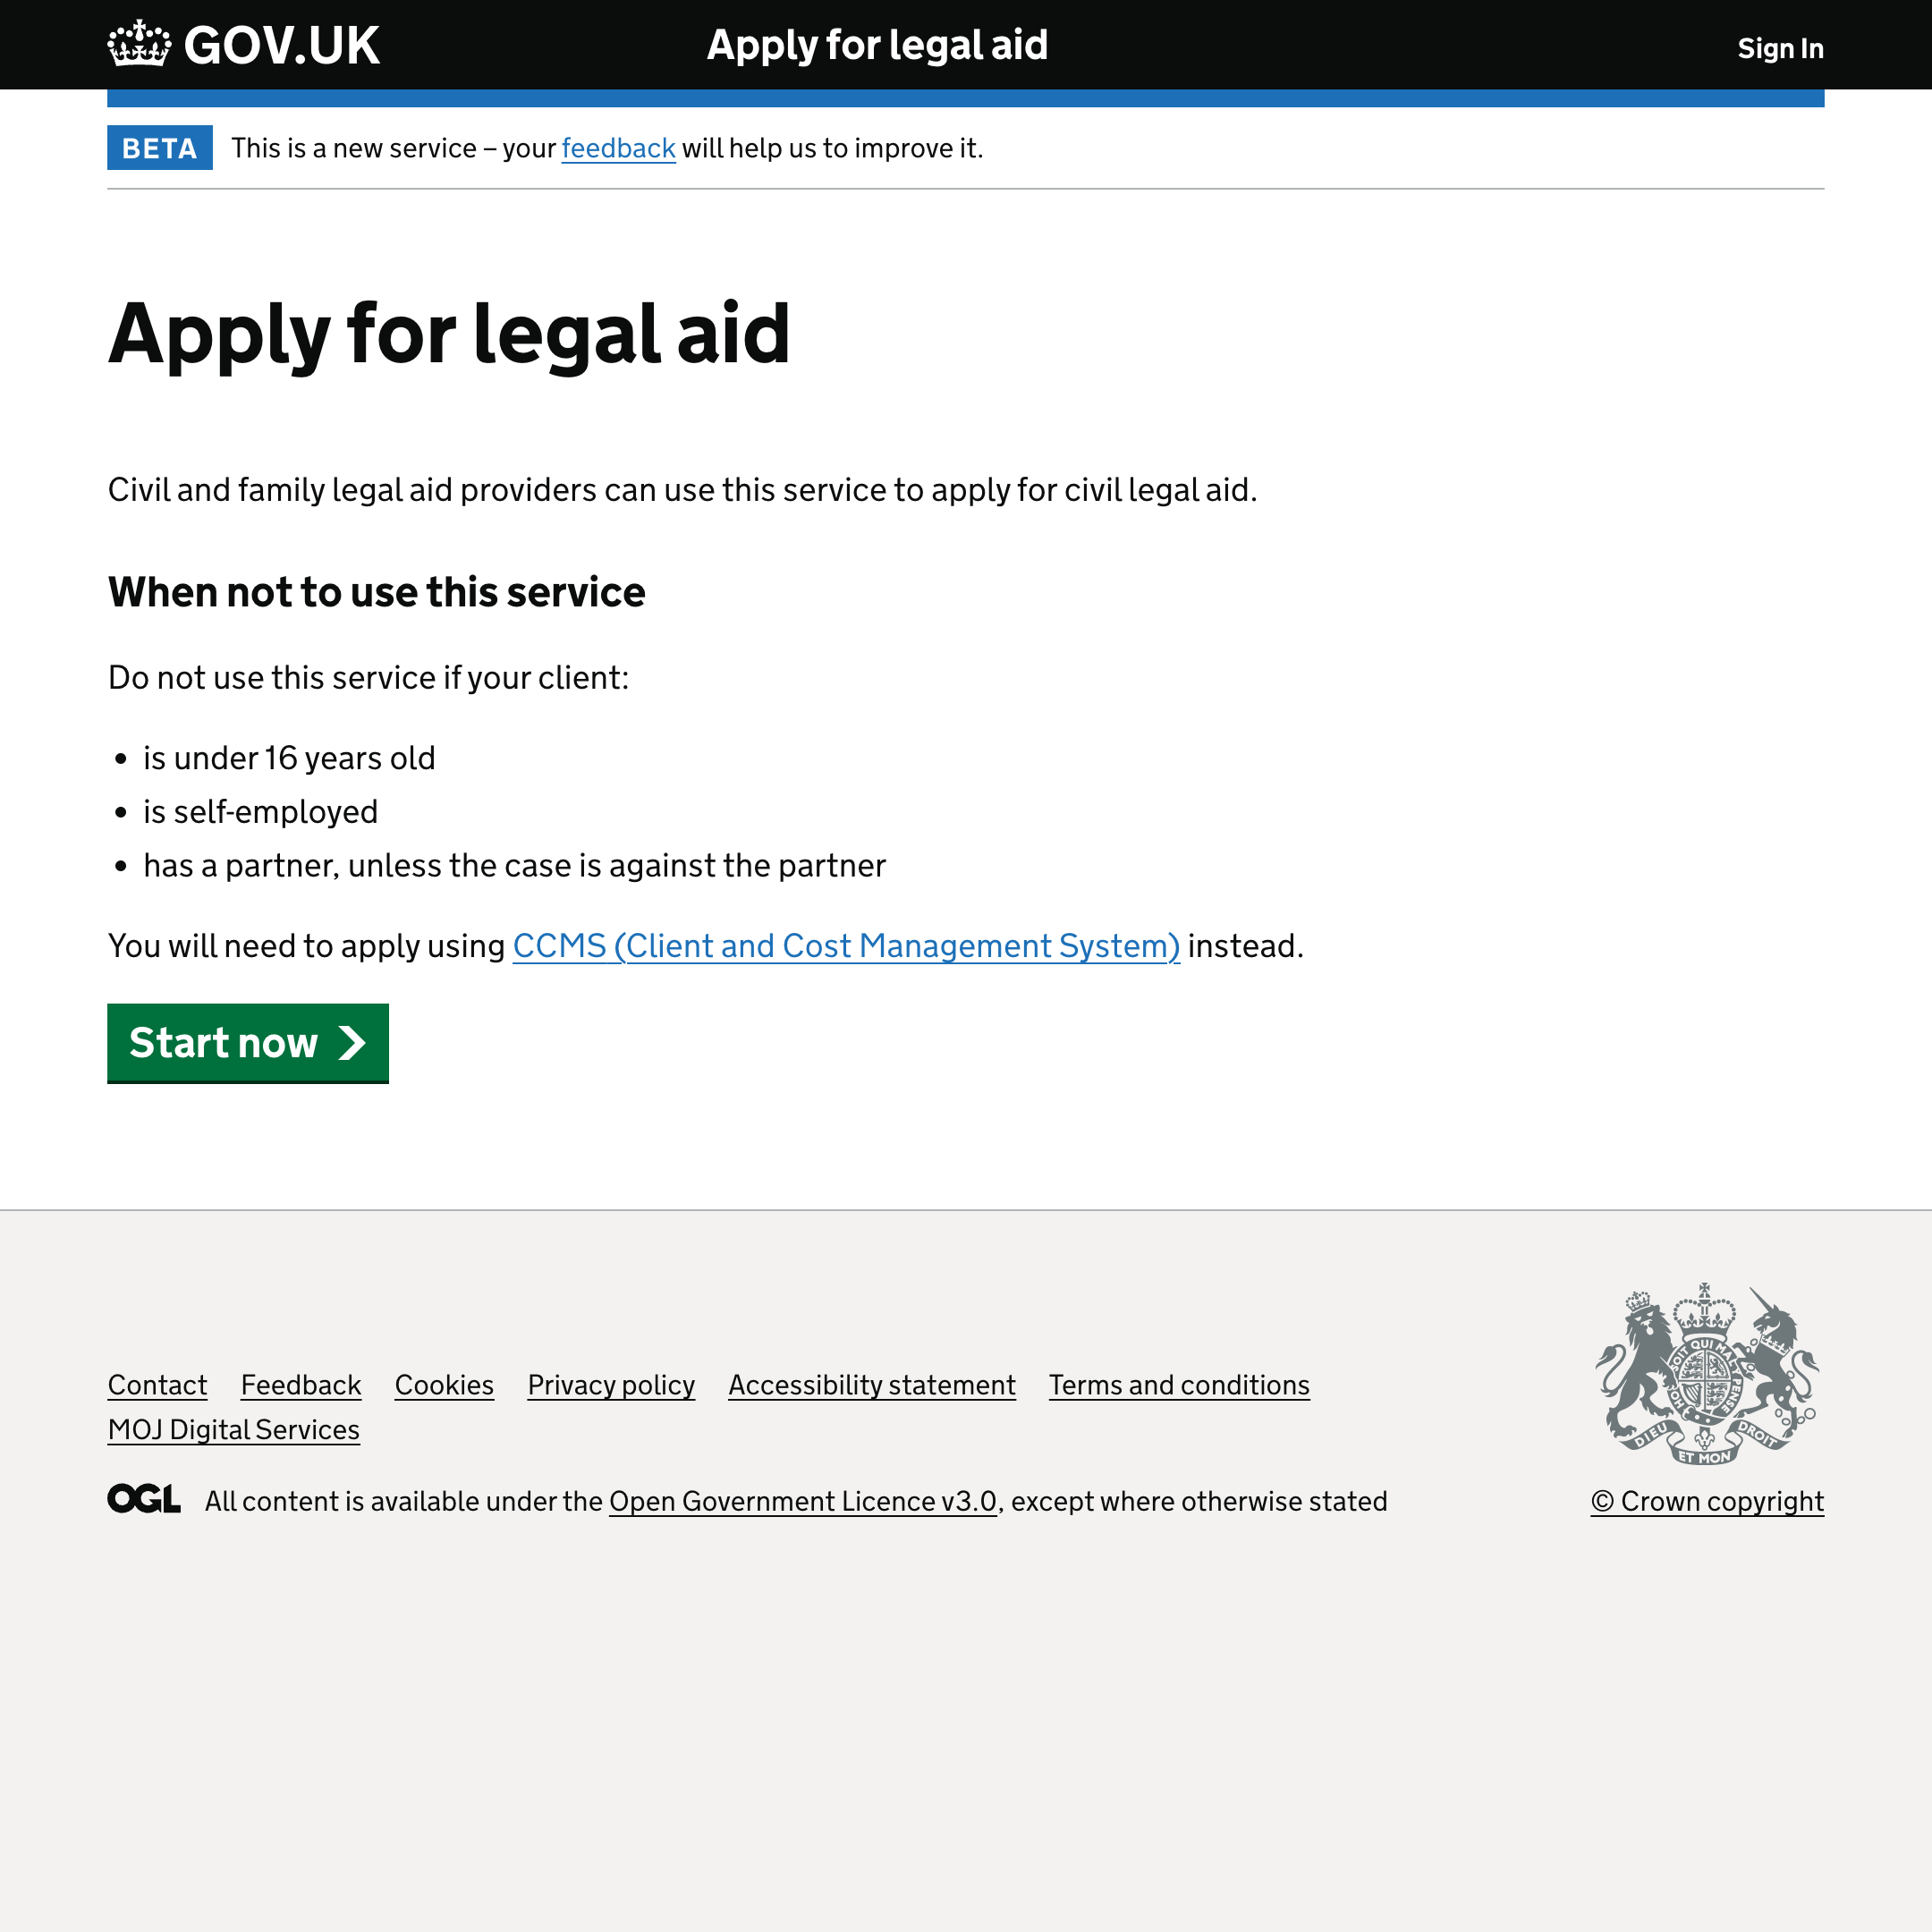 GOV.UK
Apply for legal aid
Sign In
BETA
This is a new service – your feedback will help us to improve it.
Apply for legal aid
Civil and family legal aid providers can use this service to apply for civil legal aid.
When not to use this service
Do not use this service if your client:
• is under 16 years old
• is self-employed
• has a partner, unless the case is against the partner
You will need to apply using CCMS (Client and Cost Management System) instead.
Start now
Contact
Feedback
Cookies
Privacy policy
Accessibility statement
Terms and conditions
MOJ Digital Services
SOIT QUI MAL
PENSE
HO
DIEU
ET MON
DROIT
OGL
All content is available under the Open Government Licence v3.0, except where otherwise stated
© Crown copyright